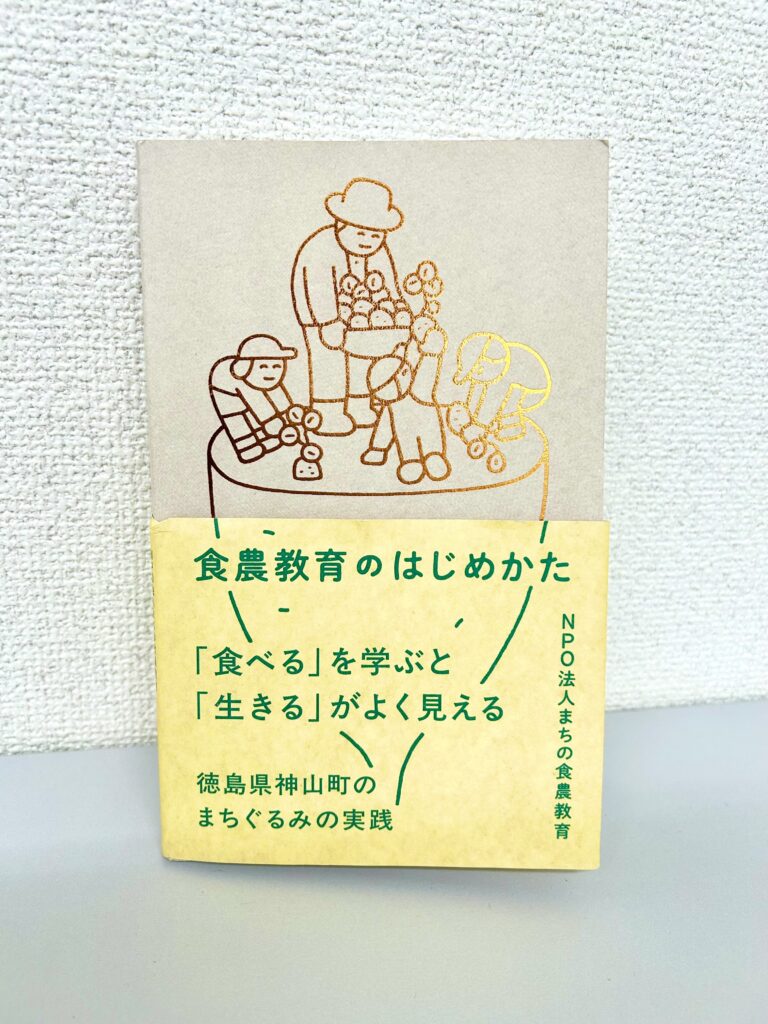 食農教育のはじめかた
「食べる」を学ぶと
「生きる」がよく見える
徳島県神山町の
まちぐるみの実践
NPO法人まちの食農教育